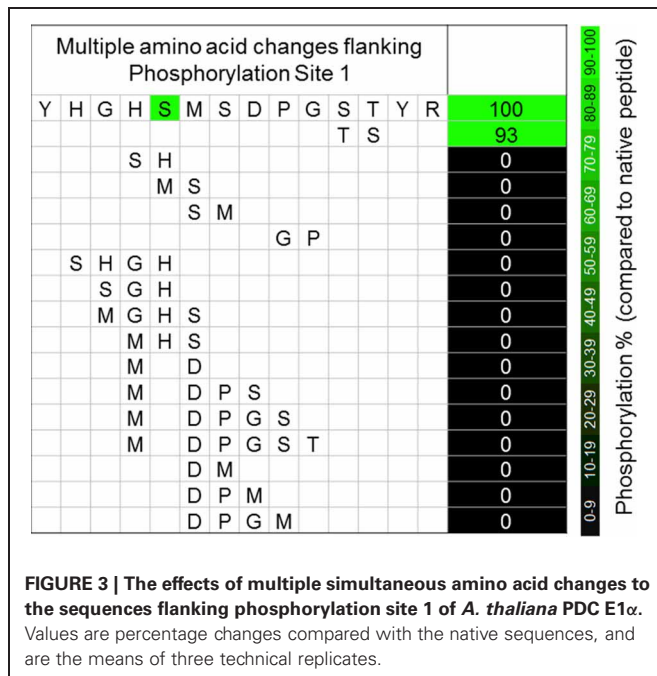 Multiple amino acid changes flanking
Phosphorylation Site 1
Y H G H S M S D P G S T Y R 100
T S 93
S H 0
M S 0
S M 0
G P 0
S H G H 0
S G H 0
M G H S 0
M H S 0
M D 0
M D P S 0
M D P G S 0
M D P G S T 0
D M 0
D P M 0
D P G M 0
0-9 10-19 20-29 30-39 40-49 50-59 60-69 70-79 80-89 90-100
Phosphorylation % (compared to native peptide)
FIGURE 3 | The effects of multiple simultaneous amino acid changes to
the sequences flanking phosphorylation site 1 of A. thaliana PDC E1α.
Values are percentage changes compared with the native sequences, and
are the means of three technical replicates.